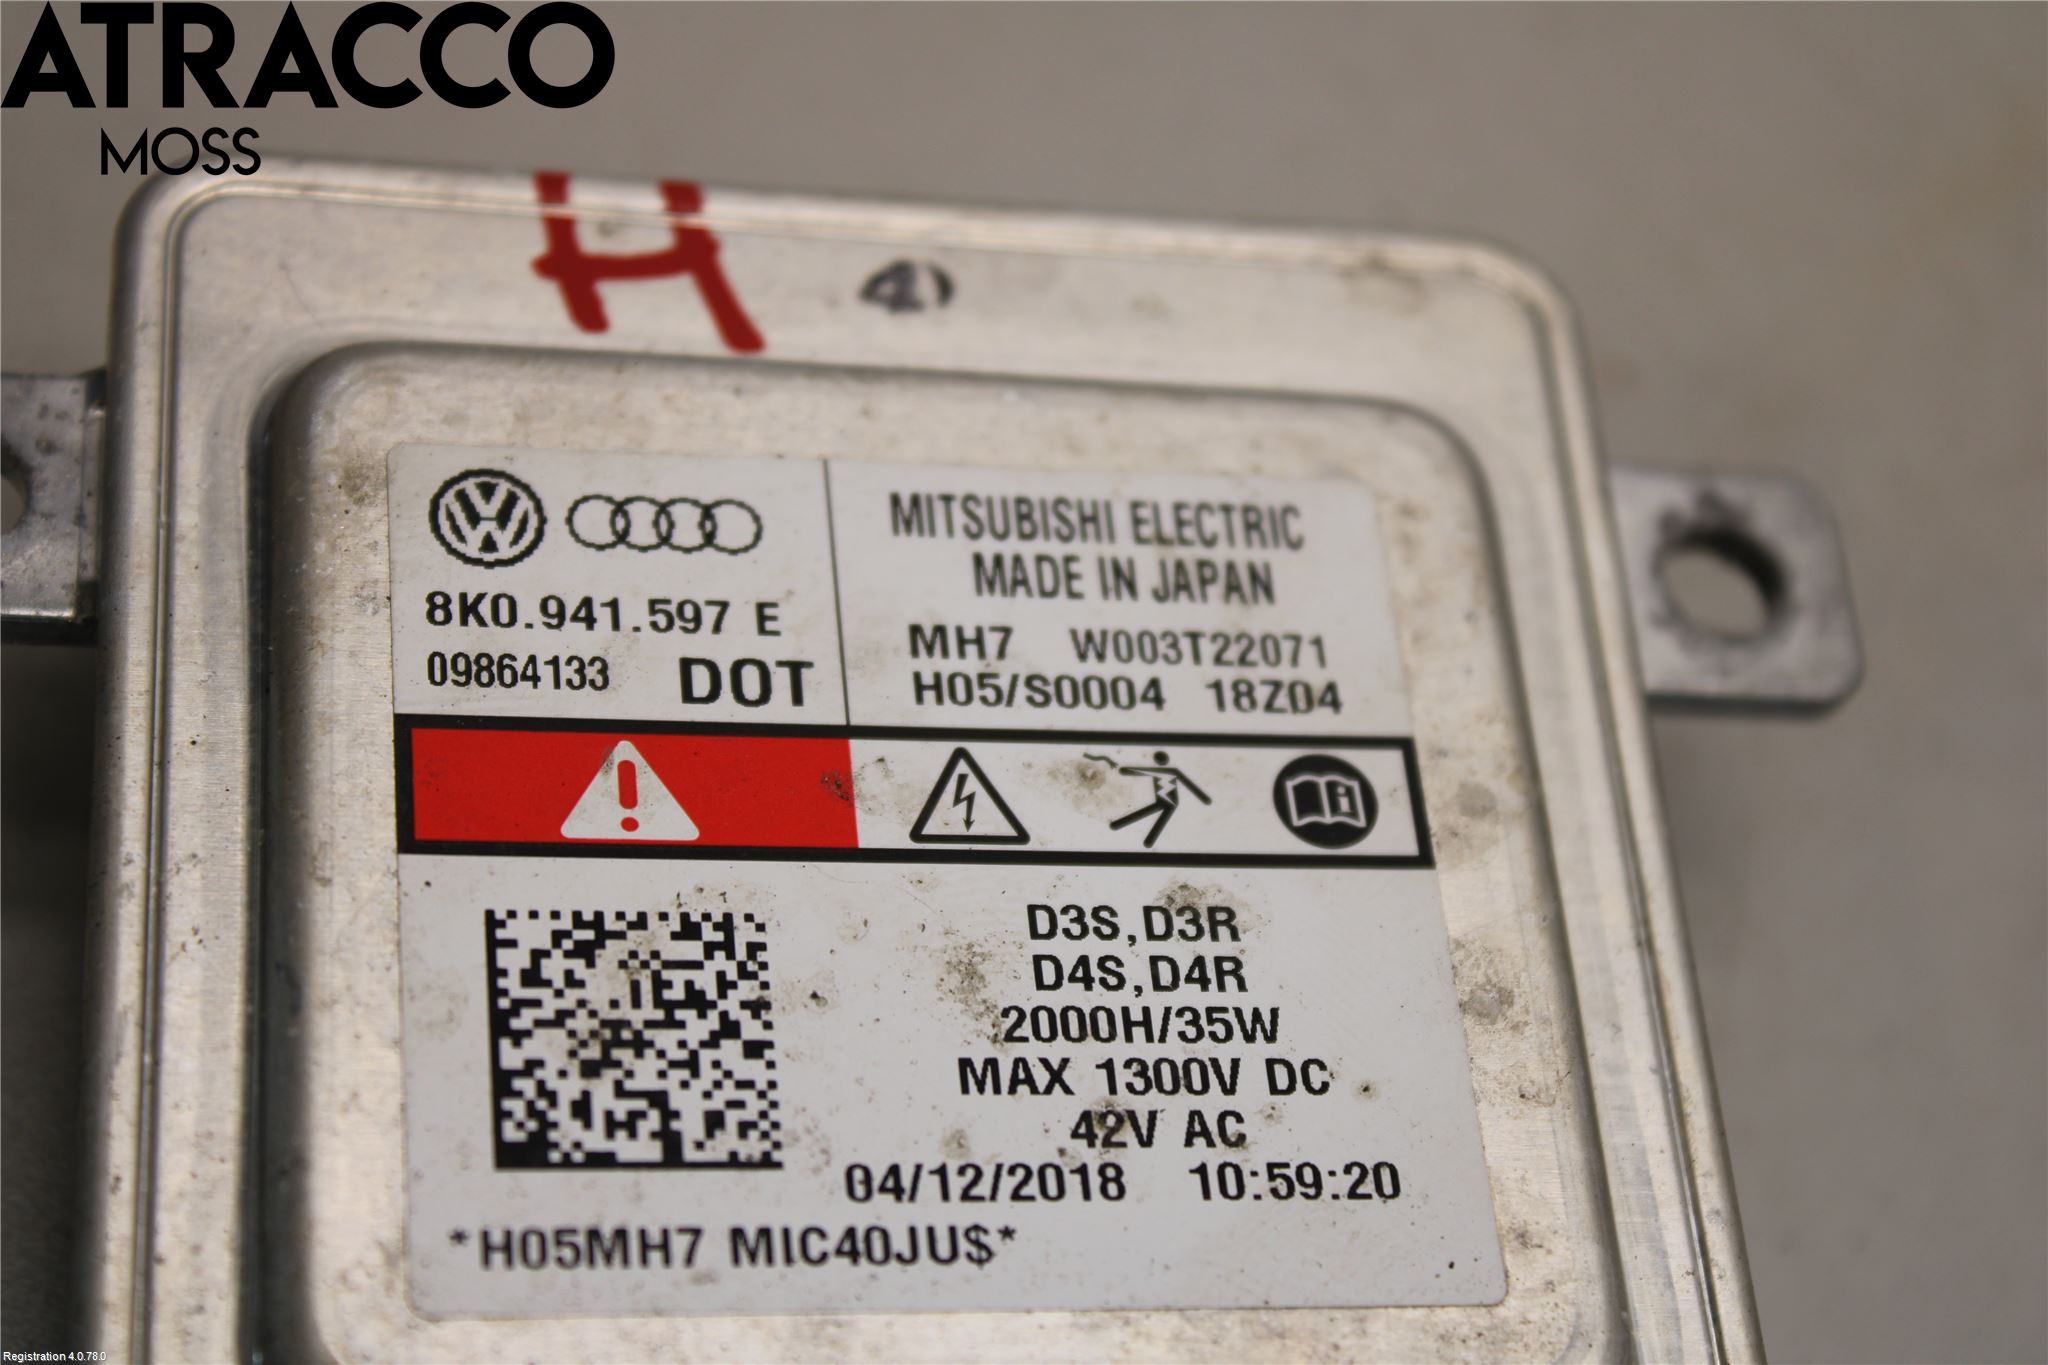 ATRACCO
MOSS
H
8K0.941.597 E
09864133 DOT
MITSUBISHI ELECTRIC
MADE IN JAPAN
MH7 W003T22071
H05/S0004 18Z04
D3S,D3R
D4S,D4R
2000H/35W
MAX 1300V DC
42V AC
04/12/2018 10:59:20
*H05MH7 MIC40JU$*
Registration 4.0.78.0